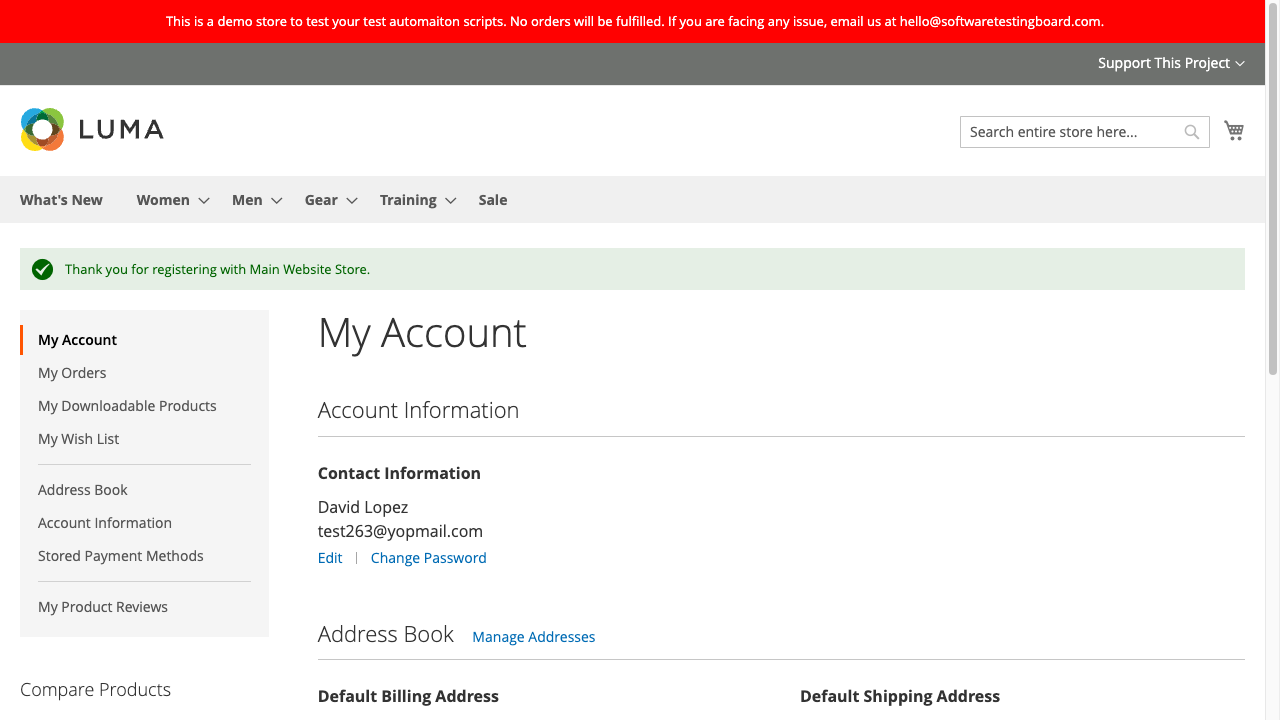 This is a demo store to test your test automaiton scripts. No orders will be fulfilled. If you are facing any issue, email us at hello@softwaretestingboard.com.
Support This Project
LUMA
Search entire store here...
What's New Women Men Gear Training Sale
Thank you for registering with Main Website Store.
My Account
My Orders
My Downloadable Products
My Wish List
Address Book
Account Information
Stored Payment Methods
My Product Reviews
Compare Products
My Account
Account Information
Contact Information
David Lopez
test263@yopmail.com
Edit | Change Password
Address Book Manage Addresses
Default Billing Address Default Shipping Address